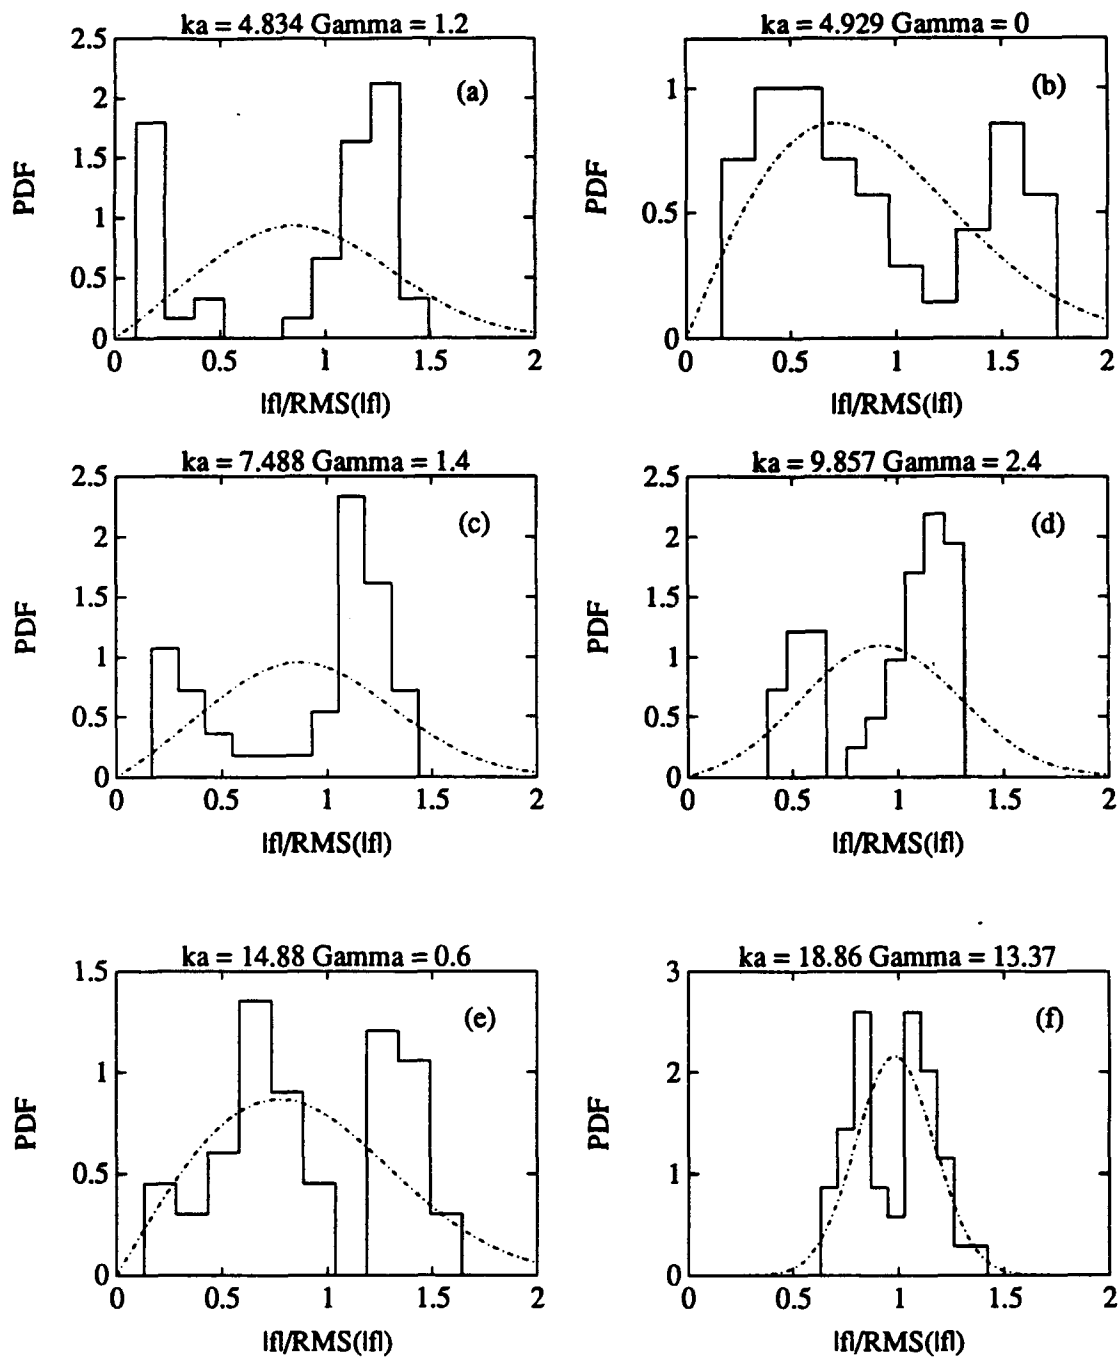 ka = 4.834 Gamma = 1.2
2.5
2
1.5
1
0.5
0
PDF
(a)
0 0.5 1 1.5 2
|f|/RMS(|f|)
ka = 4.929 Gamma = 0
1
0.5
0
PDF
(b)
0 0.5 1 1.5 2
|f|/RMS(|f|)
ka = 7.488 Gamma = 1.4
2.5
2
1.5
1
0.5
0
PDF
(c)
0 0.5 1 1.5 2
|f|/RMS(|f|)
ka = 9.857 Gamma = 2.4
2.5
2
1.5
1
0.5
0
PDF
(d)
0 0.5 1 1.5 2
|f|/RMS(|f|)
ka = 14.88 Gamma = 0.6
1.5
1
0.5
0
PDF
(e)
0 0.5 1 1.5 2
|f|/RMS(|f|)
ka = 18.86 Gamma = 13.37
3
2
1
0
PDF
(f)
0 0.5 1 1.5 2
|f|/RMS(|f|)